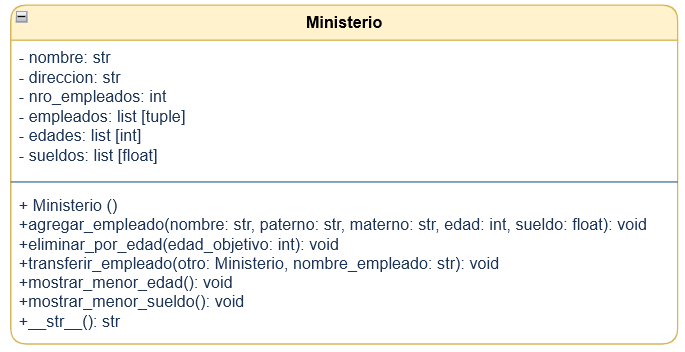 Ministerio
- nombre: str
- direccion: str
- nro_empleados: int
- empleados: list [tuple]
- edades: list [int]
- sueldos: list [float]
+ Ministerio ()
+agregar_empleado(nombre: str, paterno: str, materno: str, edad: int, sueldo: float): void
+eliminar_por_edad(edad_objetivo: int): void
+transferir_empleado(otro: Ministerio, nombre_empleado: str): void
+mostrar_menor_edad(): void
+mostrar_menor_sueldo(): void
+__str__(): str